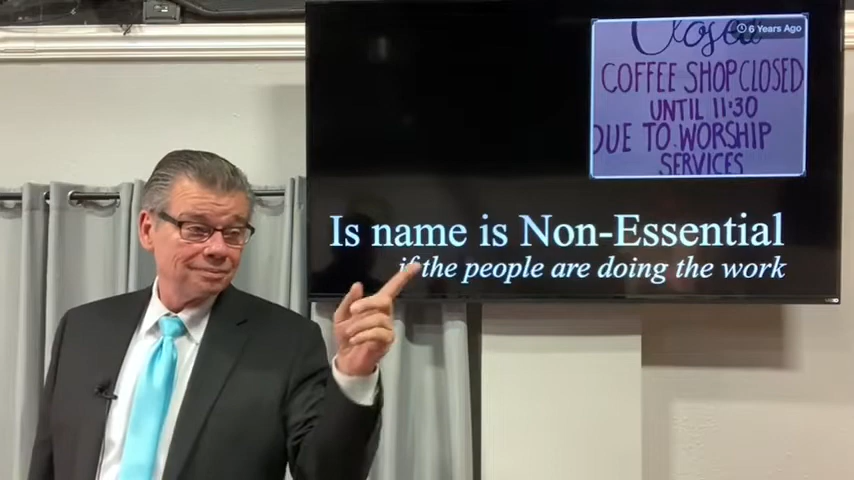 Closed
6 Years Ago
COFFEE SHOP CLOSED
UNTIL 11:30
DUE TO WORSHIP
SERVICES
Is name is Non-Essential
if the people are doing the work